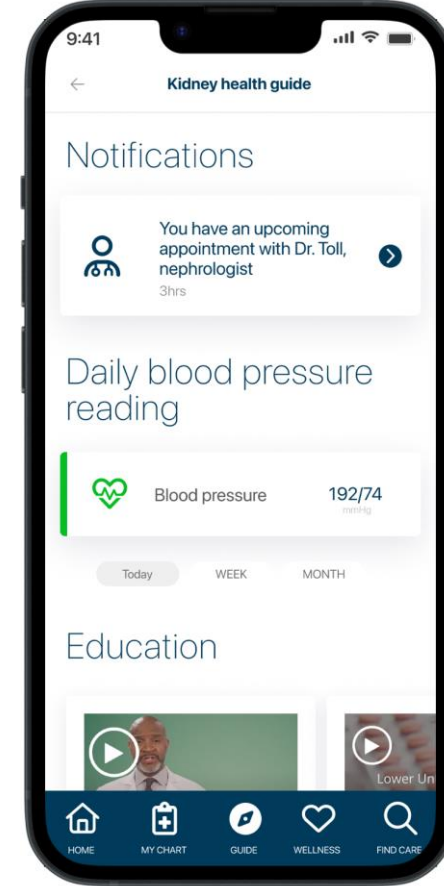 9:41
Kidney health guide
Notifications
You have an upcoming
appointment with Dr. Toll,
nephrologist
3hrs
Daily blood pressure
reading
Blood pressure 192/74
mmHg
Today WEEK MONTH
Education
Lower Un
HOME MY CHART GUIDE WELLNESS FIND CARE